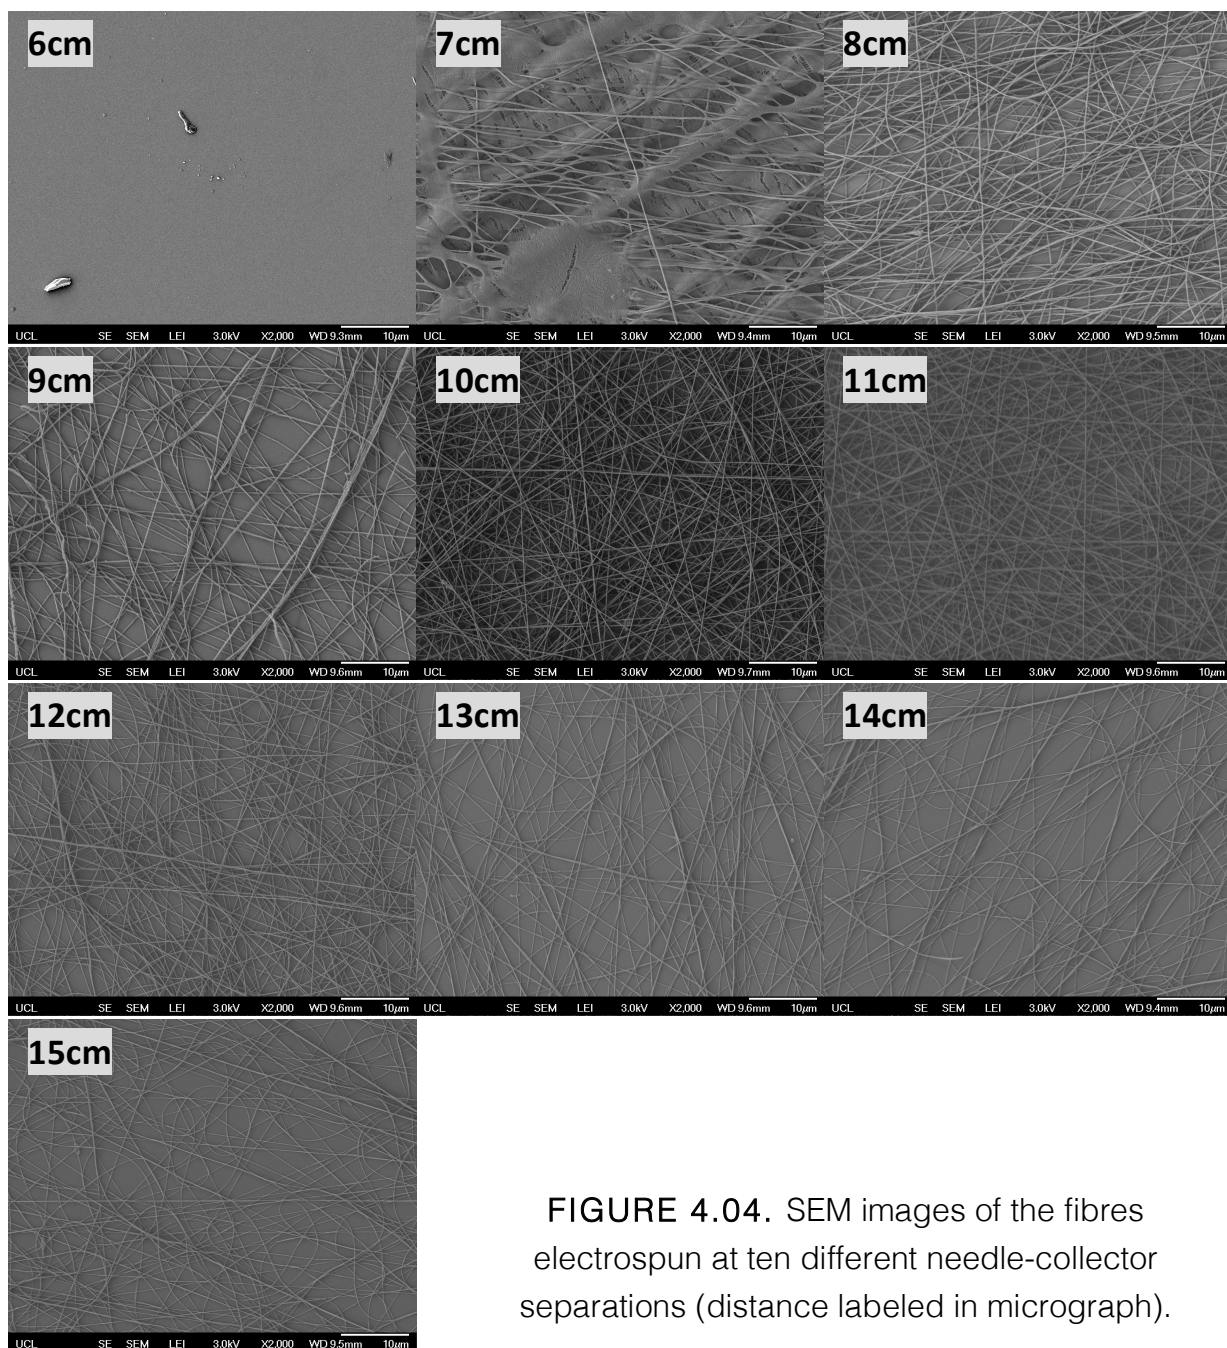 6cm
7cm
8cm
UCL SE SEM LEI 3.0kV X2,000 WD 9.3mm 10µm
UCL SE SEM LEI 3.0kV X2,000 WD 9.4mm 10µm
UCL SE SEM LEI 3.0kV X2,000 WD 9.5mm 10µm
9cm
10cm
11cm
UCL SE SEM LEI 3.0kV X2,000 WD 9.6mm 10µm
UCL SE SEM LEI 3.0kV X2,000 WD 9.7mm 10µm
UCL SE SEM LEI 3.0kV X2,000 WD 9.6mm 10µm
12cm
13cm
14cm
UCL SE SEM LEI 3.0kV X2,000 WD 9.6mm 10µm
UCL SE SEM LEI 3.0kV X2,000 WD 9.6mm 10µm
UCL SE SEM LEI 3.0kV X2,000 WD 9.4mm 10µm
15cm
UCL SE SEM LEI 3.0kV X2,000 WD 9.5mm 10µm
FIGURE 4.04. SEM images of the fibres
electrospun at ten different needle-collector
separations (distance labeled in micrograph).